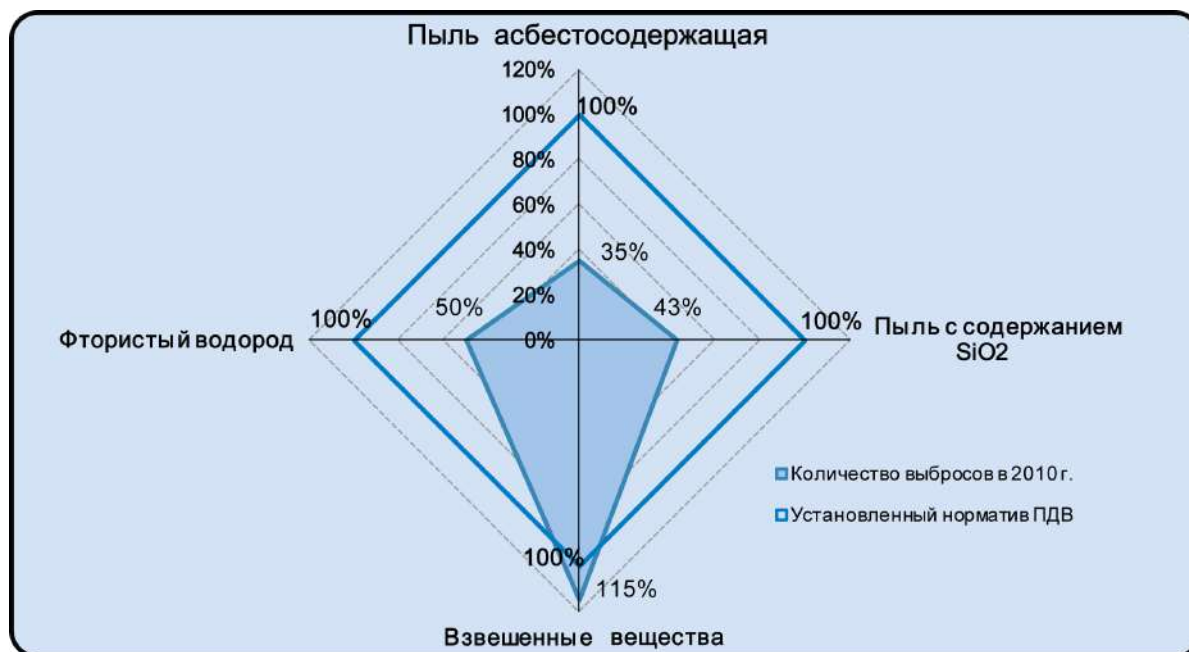 Пыль асбестосодержащая
120%
100%
100%
80%
60%
40%
35%
20%
0%
50%
43%
100%
100%
Фтористый водород
Пыль с содержанием
SiO2
Количество выбросов в 2010 г.
Установленный норматив ПДВ
100%
115%
Взвешенные вещества